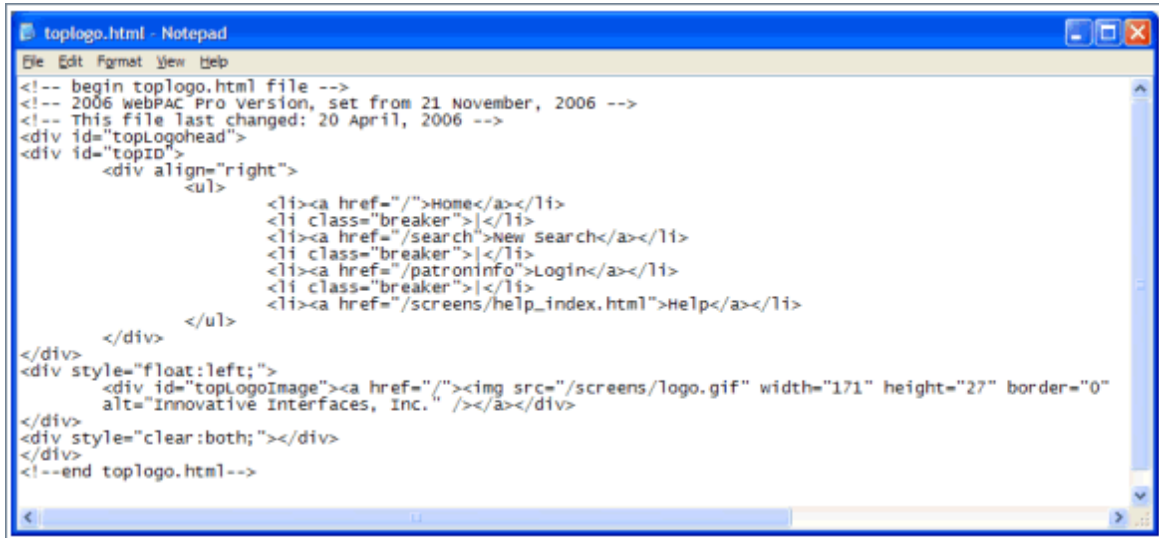 toplogo.html - Notepad
File Edit Format View Help
<!-- begin toplogo.html file -->
<!-- 2006 WebPAC Pro Version, set from 21 November, 2006 -->
<!-- This file last changed: 20 April, 2006 -->
<div id="topLogohead">
<div id="topID">
        <div align="right">
                <ul>
                        <li><a href="/">Home</a></li>
                        <li class="breaker">|</li>
                        <li><a href="/search">New Search</a></li>
                        <li class="breaker">|</li>
                        <li><a href="/patroninfo">Login</a></li>
                        <li class="breaker">|</li>
                        <li><a href="/screens/help_index.html">Help</a></li>
                </ul>
        </div>
</div>
<div style="float:left;">
        <div id="topLogoImage"><a href="/"><img src="/screens/logo.gif" width="171" height="27" border="0"
        alt="Innovative Interfaces, Inc." /></a></div>
</div>
<div style="clear:both;"></div>
</div>
<!--end toplogo.html-->